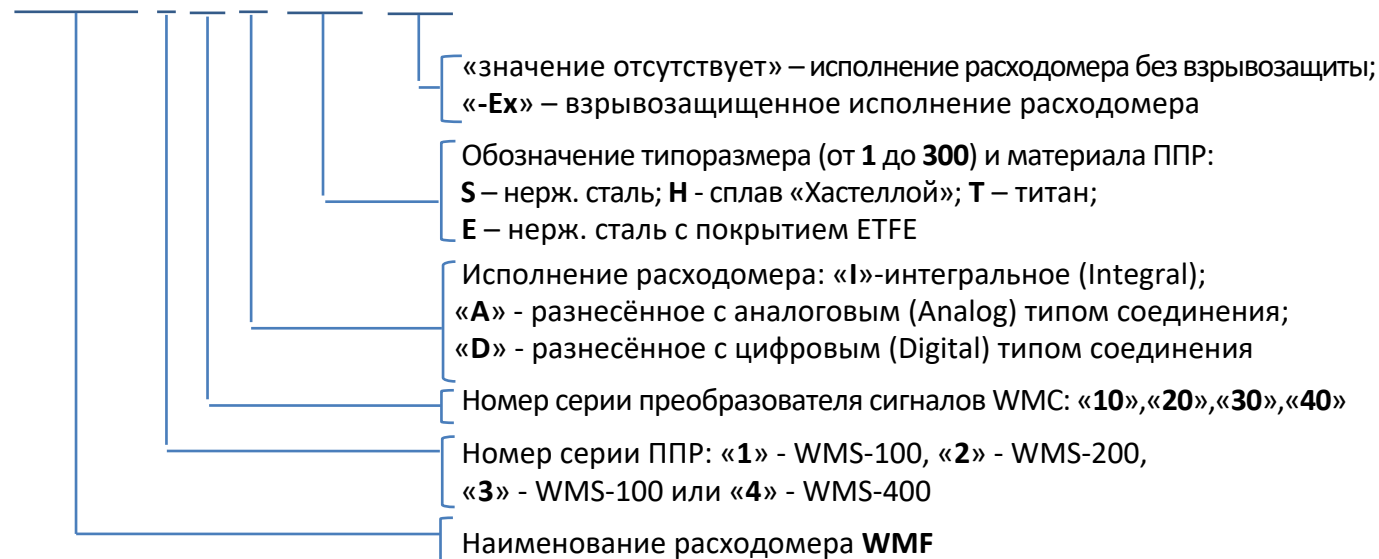 «значение отсутствует» – исполнение расходомера без взрывозащиты;
«-Ex» – взрывозащищенное исполнение расходомера
Обозначение типоразмера (от 1 до 300) и материала ППР:
S – нерж. сталь; H - сплав «Хастеллой»; T – титан;
E – нерж. сталь с покрытием ETFE
Исполнение расходомера: «I»-интегральное (Integral);
«A» - разнесённое с аналоговым (Analog) типом соединения;
«D» - разнесённое с цифровым (Digital) типом соединения
Номер серии преобразователя сигналов WMC: «10»,«20»,«30»,«40»
Номер серии ППР: «1» - WMS-100, «2» - WMS-200,
«3» - WMS-100 или «4» - WMS-400
Наименование расходомера WMF